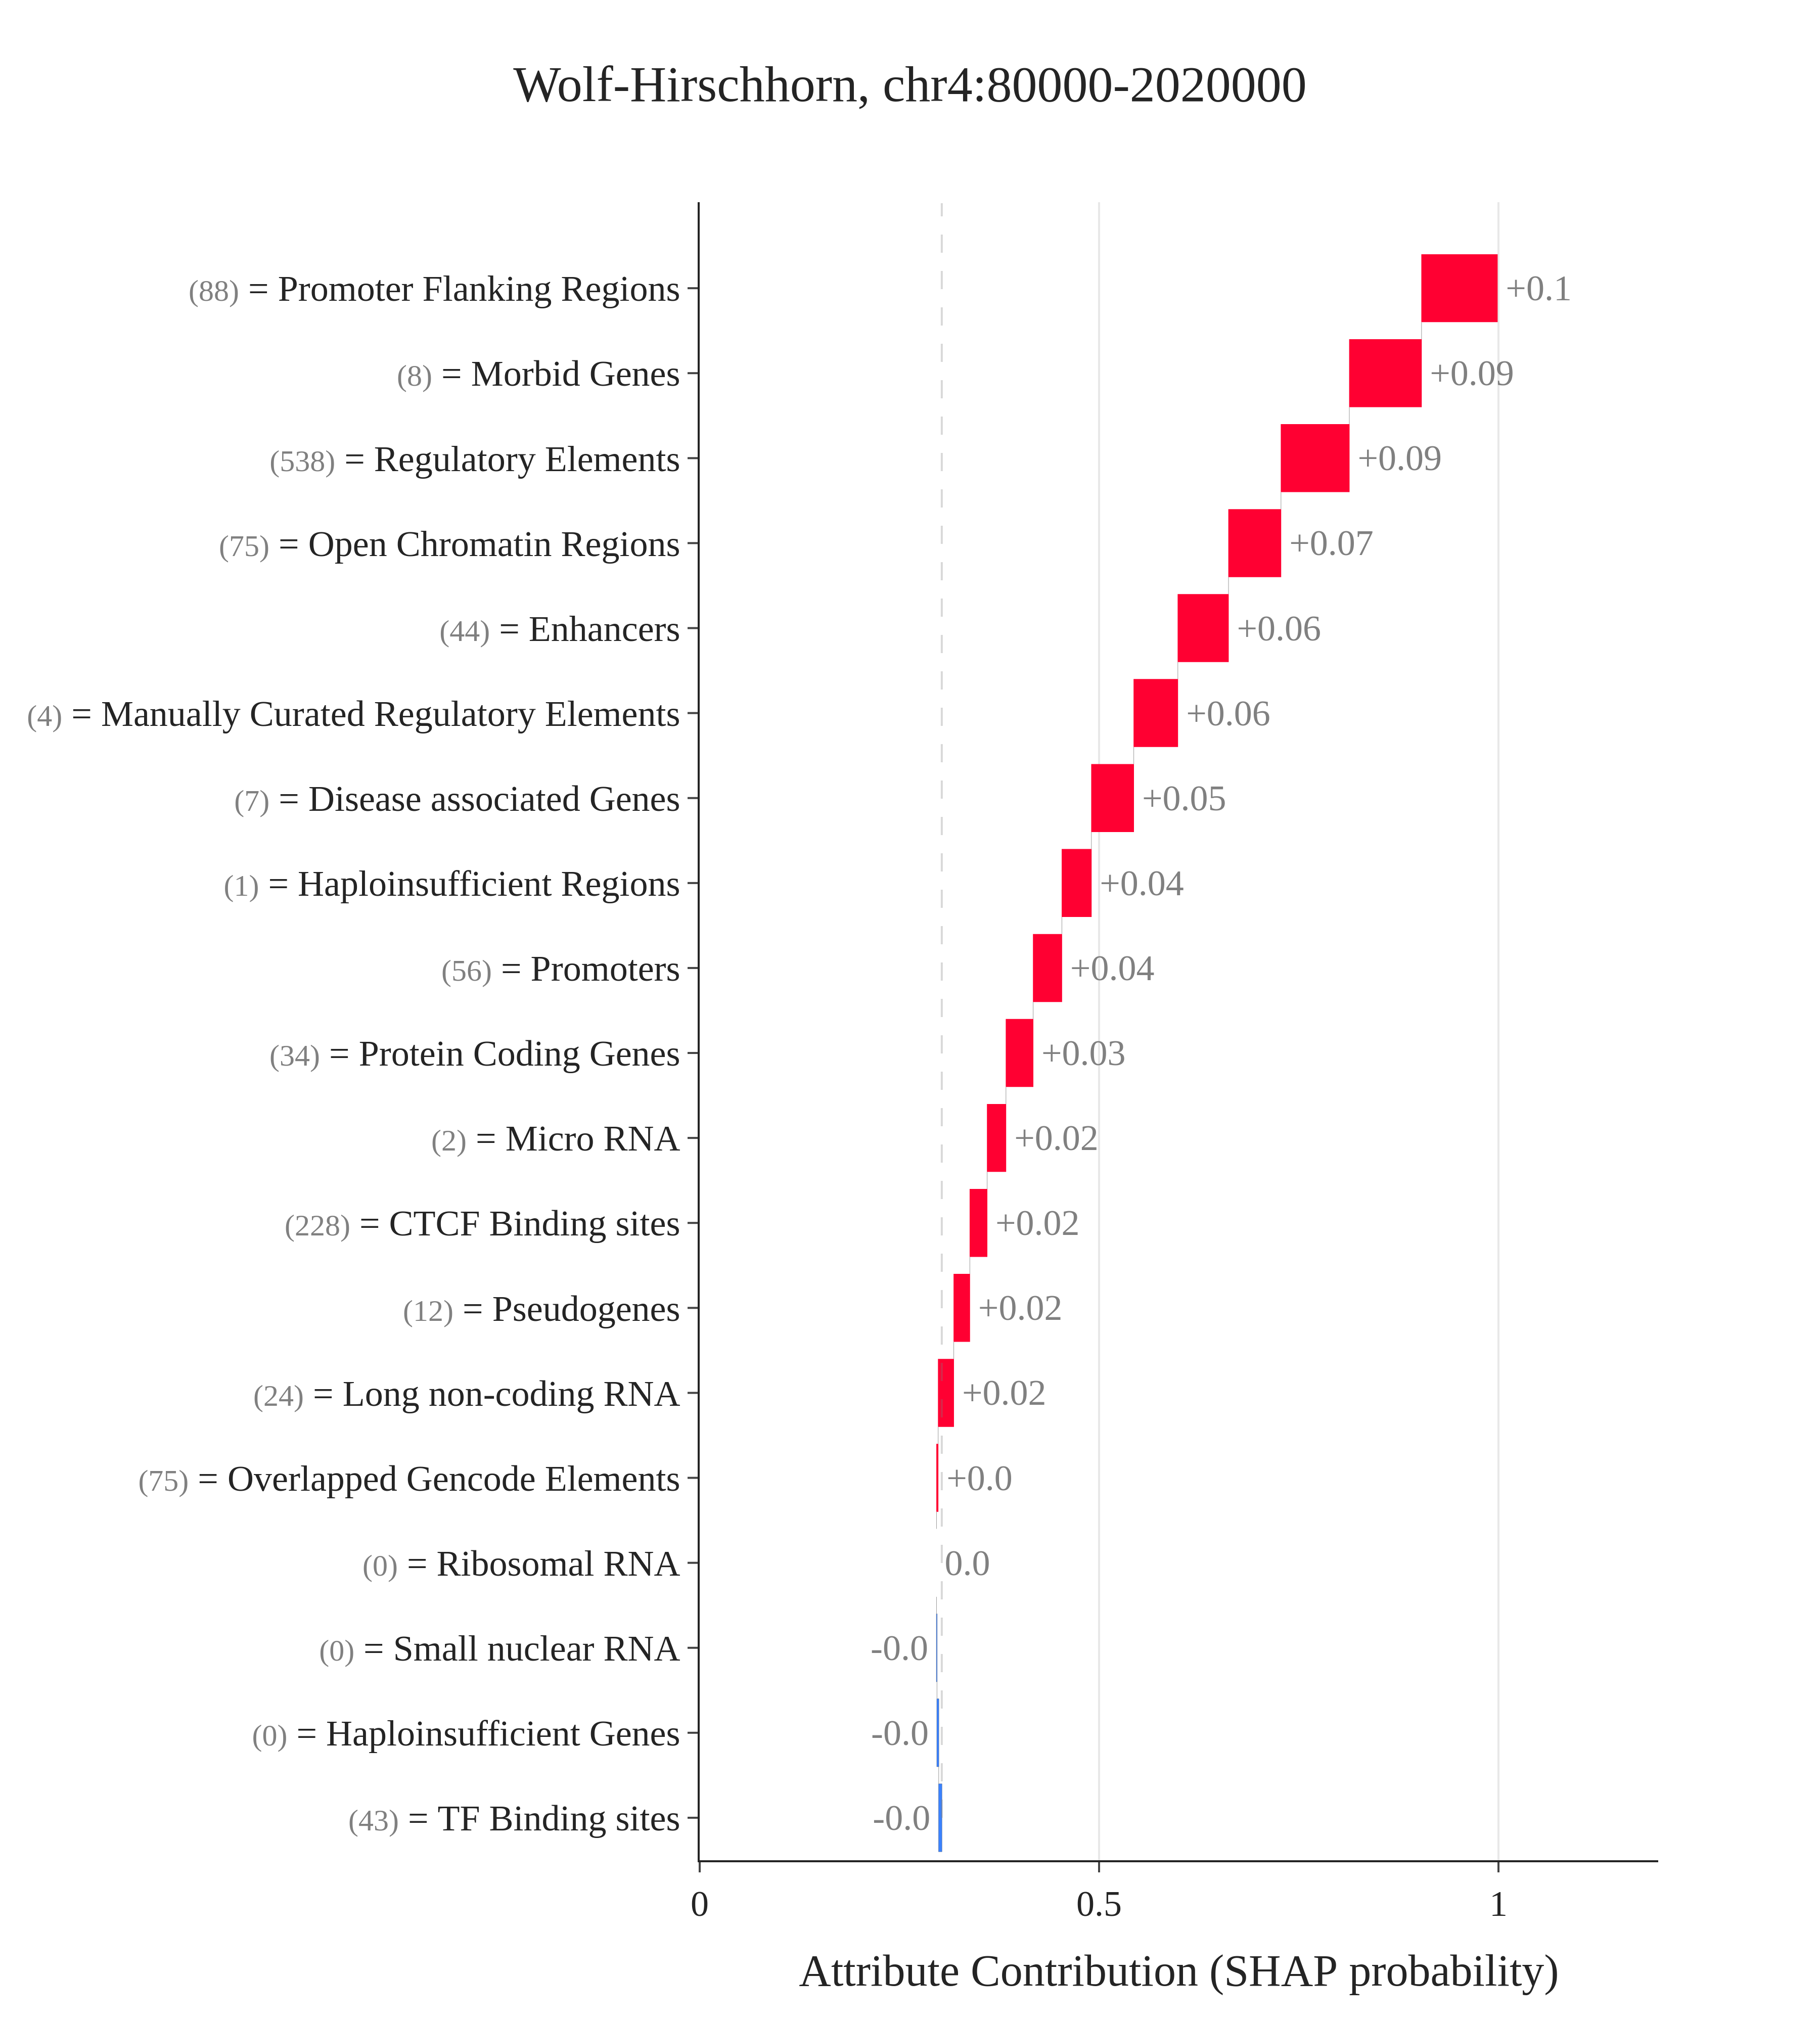 Wolf-Hirschhorn, chr4:80000-2020000
(88) = Promoter Flanking Regions +0.1
(8) = Morbid Genes +0.09
(538) = Regulatory Elements +0.09
(75) = Open Chromatin Regions +0.07
(44) = Enhancers +0.06
(4) = Manually Curated Regulatory Elements +0.06
(7) = Disease associated Genes +0.05
(1) = Haploinsufficient Regions +0.04
(56) = Promoters +0.04
(34) = Protein Coding Genes +0.03
(2) = Micro RNA +0.02
(228) = CTCF Binding sites +0.02
(12) = Pseudogenes +0.02
(24) = Long non-coding RNA +0.02
(75) = Overlapped Gencode Elements +0.0
(0) = Ribosomal RNA 0.0
(0) = Small nuclear RNA -0.0
(0) = Haploinsufficient Genes -0.0
(43) = TF Binding sites -0.0
0 0.5 1
Attribute Contribution (SHAP probability)